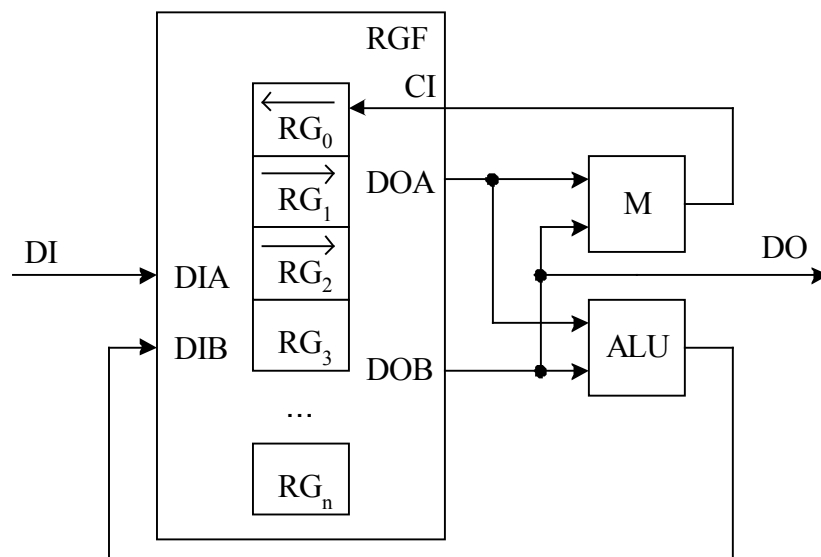 RGF
CI
RG₀
DOA
RG₁
M
DI
DO
DIA
RG₂
DIB
RG₃
ALU
DOB
...
RGₙ